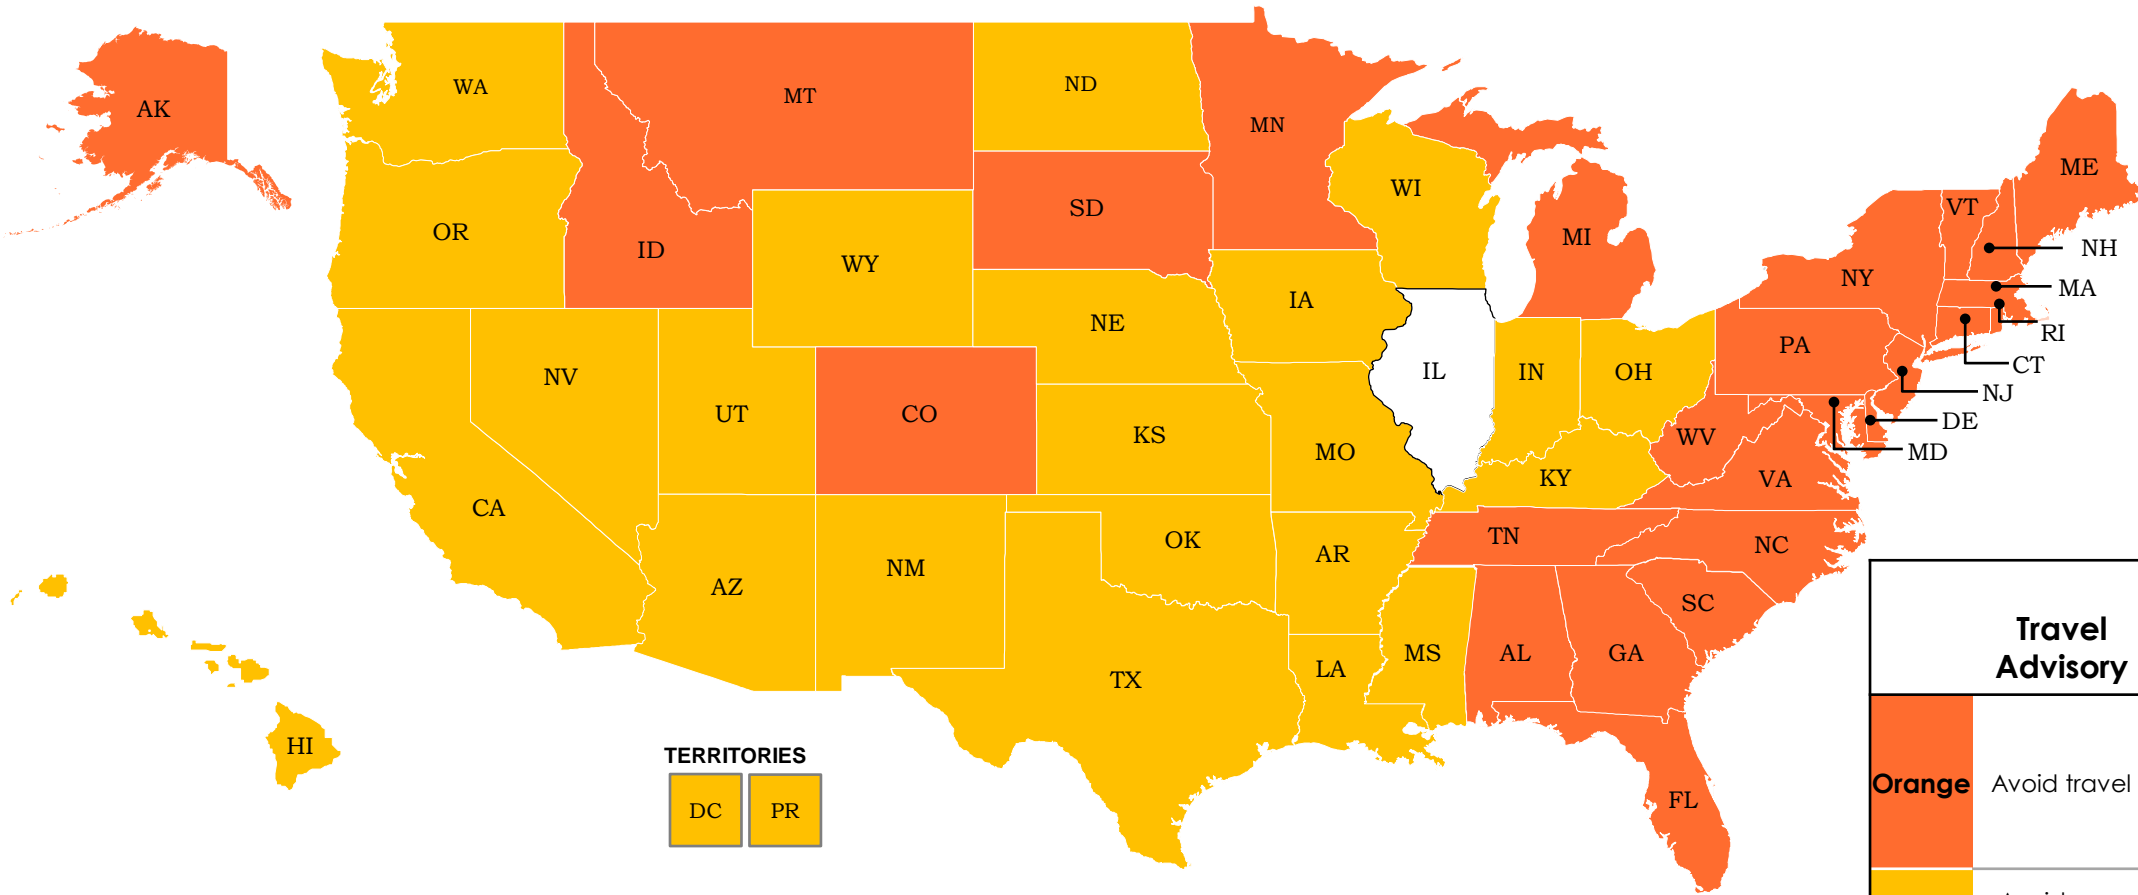 WA
MT
ND
MN
AK
ME
WI
VT
OR
ID
SD
MI
NH
WY
NY
MA
IA
NE
RI
PA
CT
NV
IL
IN
OH
NJ
UT
CO
DE
KS
WV
MO
MD
KY
VA
CA
TN
OK
NC
AR
NM
AZ
SC
Travel
Advisory
MS
AL
GA
LA
TX
HI
TERRITORIES
Orange
Avoid travel
FL
DC
PR